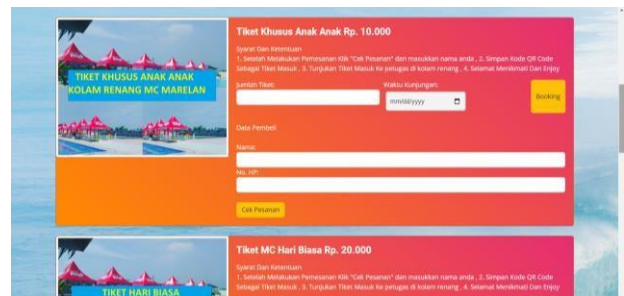 Tiket Khusus Anak Anak Rp. 10.000
Syarat Dan Ketentuan
1. Setelah Melakukan Pemesanan Klik "Cek Pesanan" dan masukkan nama anda , 2. Simpan Kode QR Code
Sebagai Tiket Masuk , 3. Tunjukan Tiket Masuk Ke petugas di kolam renang , 4. Selamat Menikmati Dan Enjoy
TIKET KHUSUS ANAK ANAK
KOLAM RENANG MC MARELAN
Jumlah Tiket:
Waktu Kunjungan:
mm/dd/yyyy
Booking
Data Pembeli
Nama:
No. HP:
Cek Pesanan
Tiket MC Hari Biasa Rp. 20.000
Syarat Dan Ketentuan
1. Setelah Melakukan Pemesanan Klik "Cek Pesanan" dan masukkan nama anda , 2. Simpan Kode QR Code
Sebagai Tiket Masuk , 3. Tunjukan Tiket Masuk Ke petugas di kolam renang , 4. Selamat Menikmati Dan Enjoy
TIKET HARI BIASA